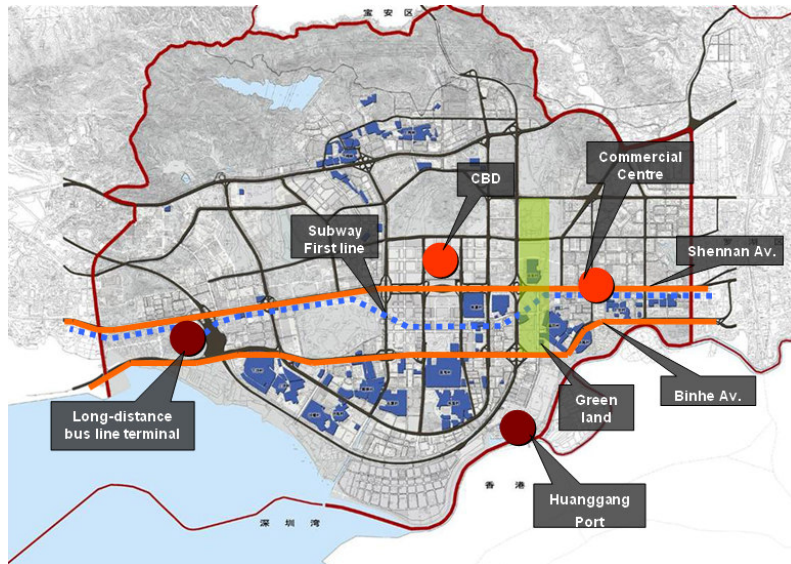 宝安区
Commercial
Centre
CBD
Subway
First line
Shennan Av.
Binhe Av.
Green
land
Long-distance
bus line terminal
香 港
Huanggang
Port
深 圳 湾